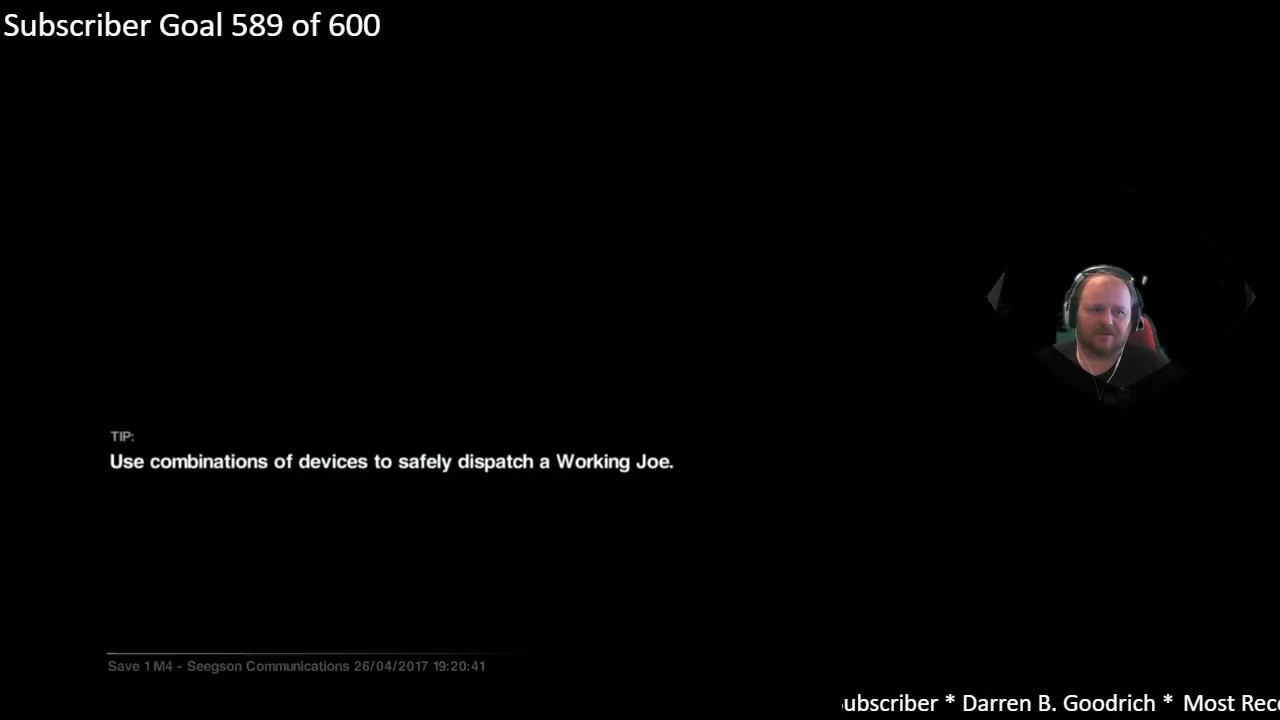 Subscriber Goal 589 of 600
TIP:
Use combinations of devices to safely dispatch a Working Joe.
Save 1 M4 - Seegson Communications 26/04/2017 19:20:41
ubscriber * Darren B. Goodrich * Most Rec